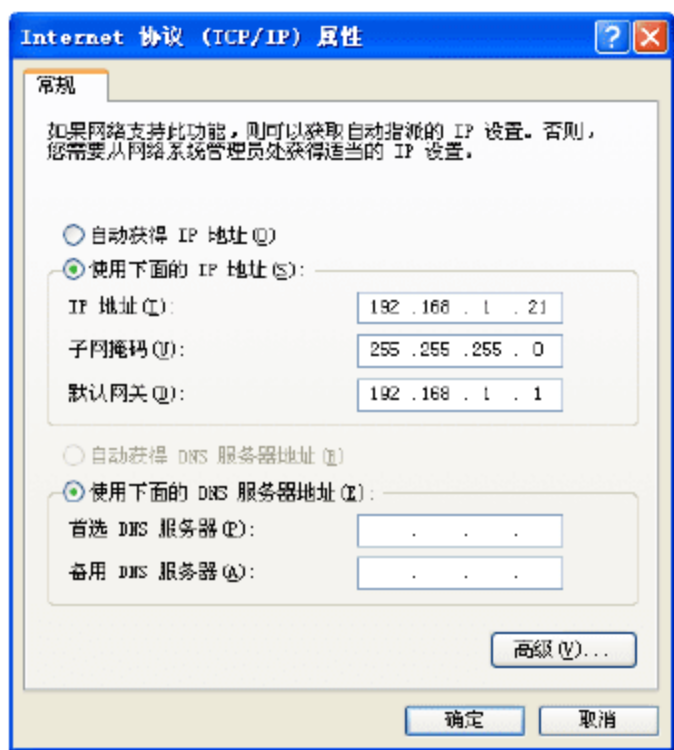 Internet 协议 (TCP/IP) 属性
常规
如果网络支持此功能，则可以获取自动指派的 IP 设置。否则，
您需要从网络系统管理员处获得适当的 IP 设置。
自动获得 IP 地址(O)
使用下面的 IP 地址(S):
IP 地址(I): 192 .168 . 1 . 21
子网掩码(U): 255 .255 .255 . 0
默认网关(D): 192 .168 . 1 . 1
自动获得 DNS 服务器地址(B)
使用下面的 DNS 服务器地址(E):
首选 DNS 服务器(P): . . .
备用 DNS 服务器(A): . . .
高级(V)...
确定 取消